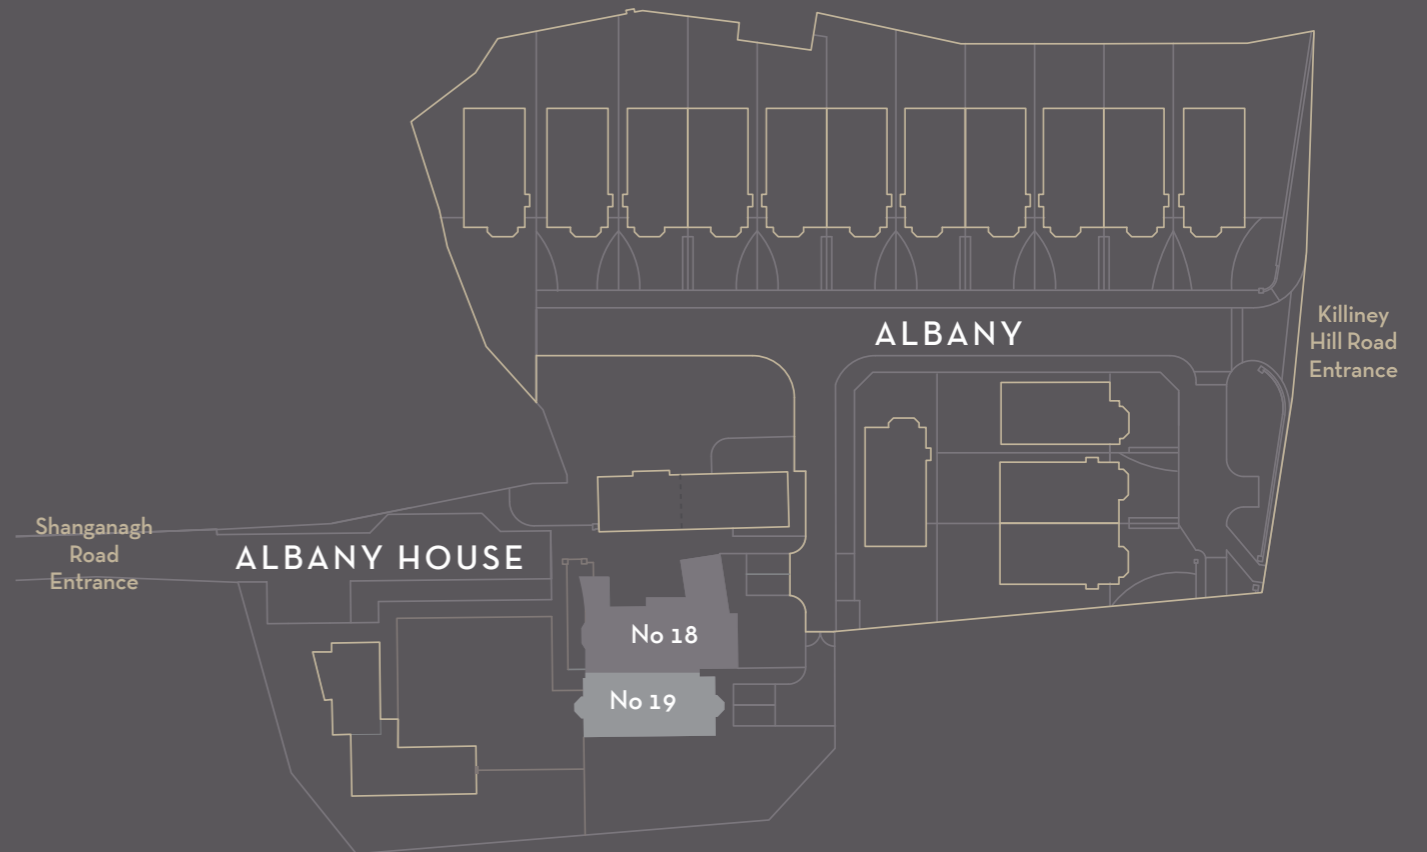 ALBANY
Killiney
Hill Road
Entrance
Shanganagh
Road
Entrance
ALBANY HOUSE
No 18
No 19